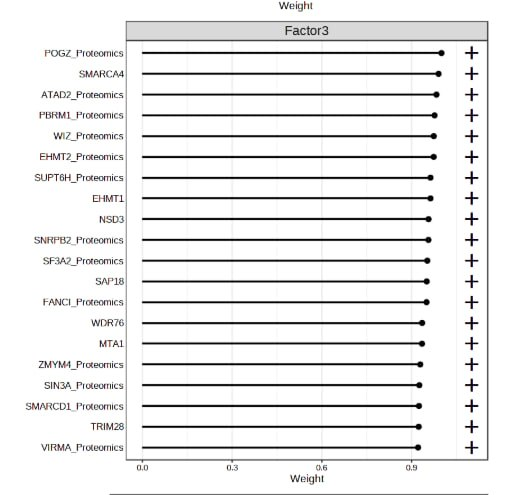 Weight
Factor3
POGZ_Proteomics
SMARCA4
ATAD2_Proteomics
PBRM1_Proteomics
WIZ_Proteomics
EHMT2_Proteomics
SUPT6H_Proteomics
EHMT1
NSD3
SNRPB2_Proteomics
SF3A2_Proteomics
SAP18
FANCI_Proteomics
WDR76
MTA1
ZMYM4_Proteomics
SIN3A_Proteomics
SMARCD1_Proteomics
TRIM28
VIRMA_Proteomics
0.0 0.3 0.6 0.9
Weight